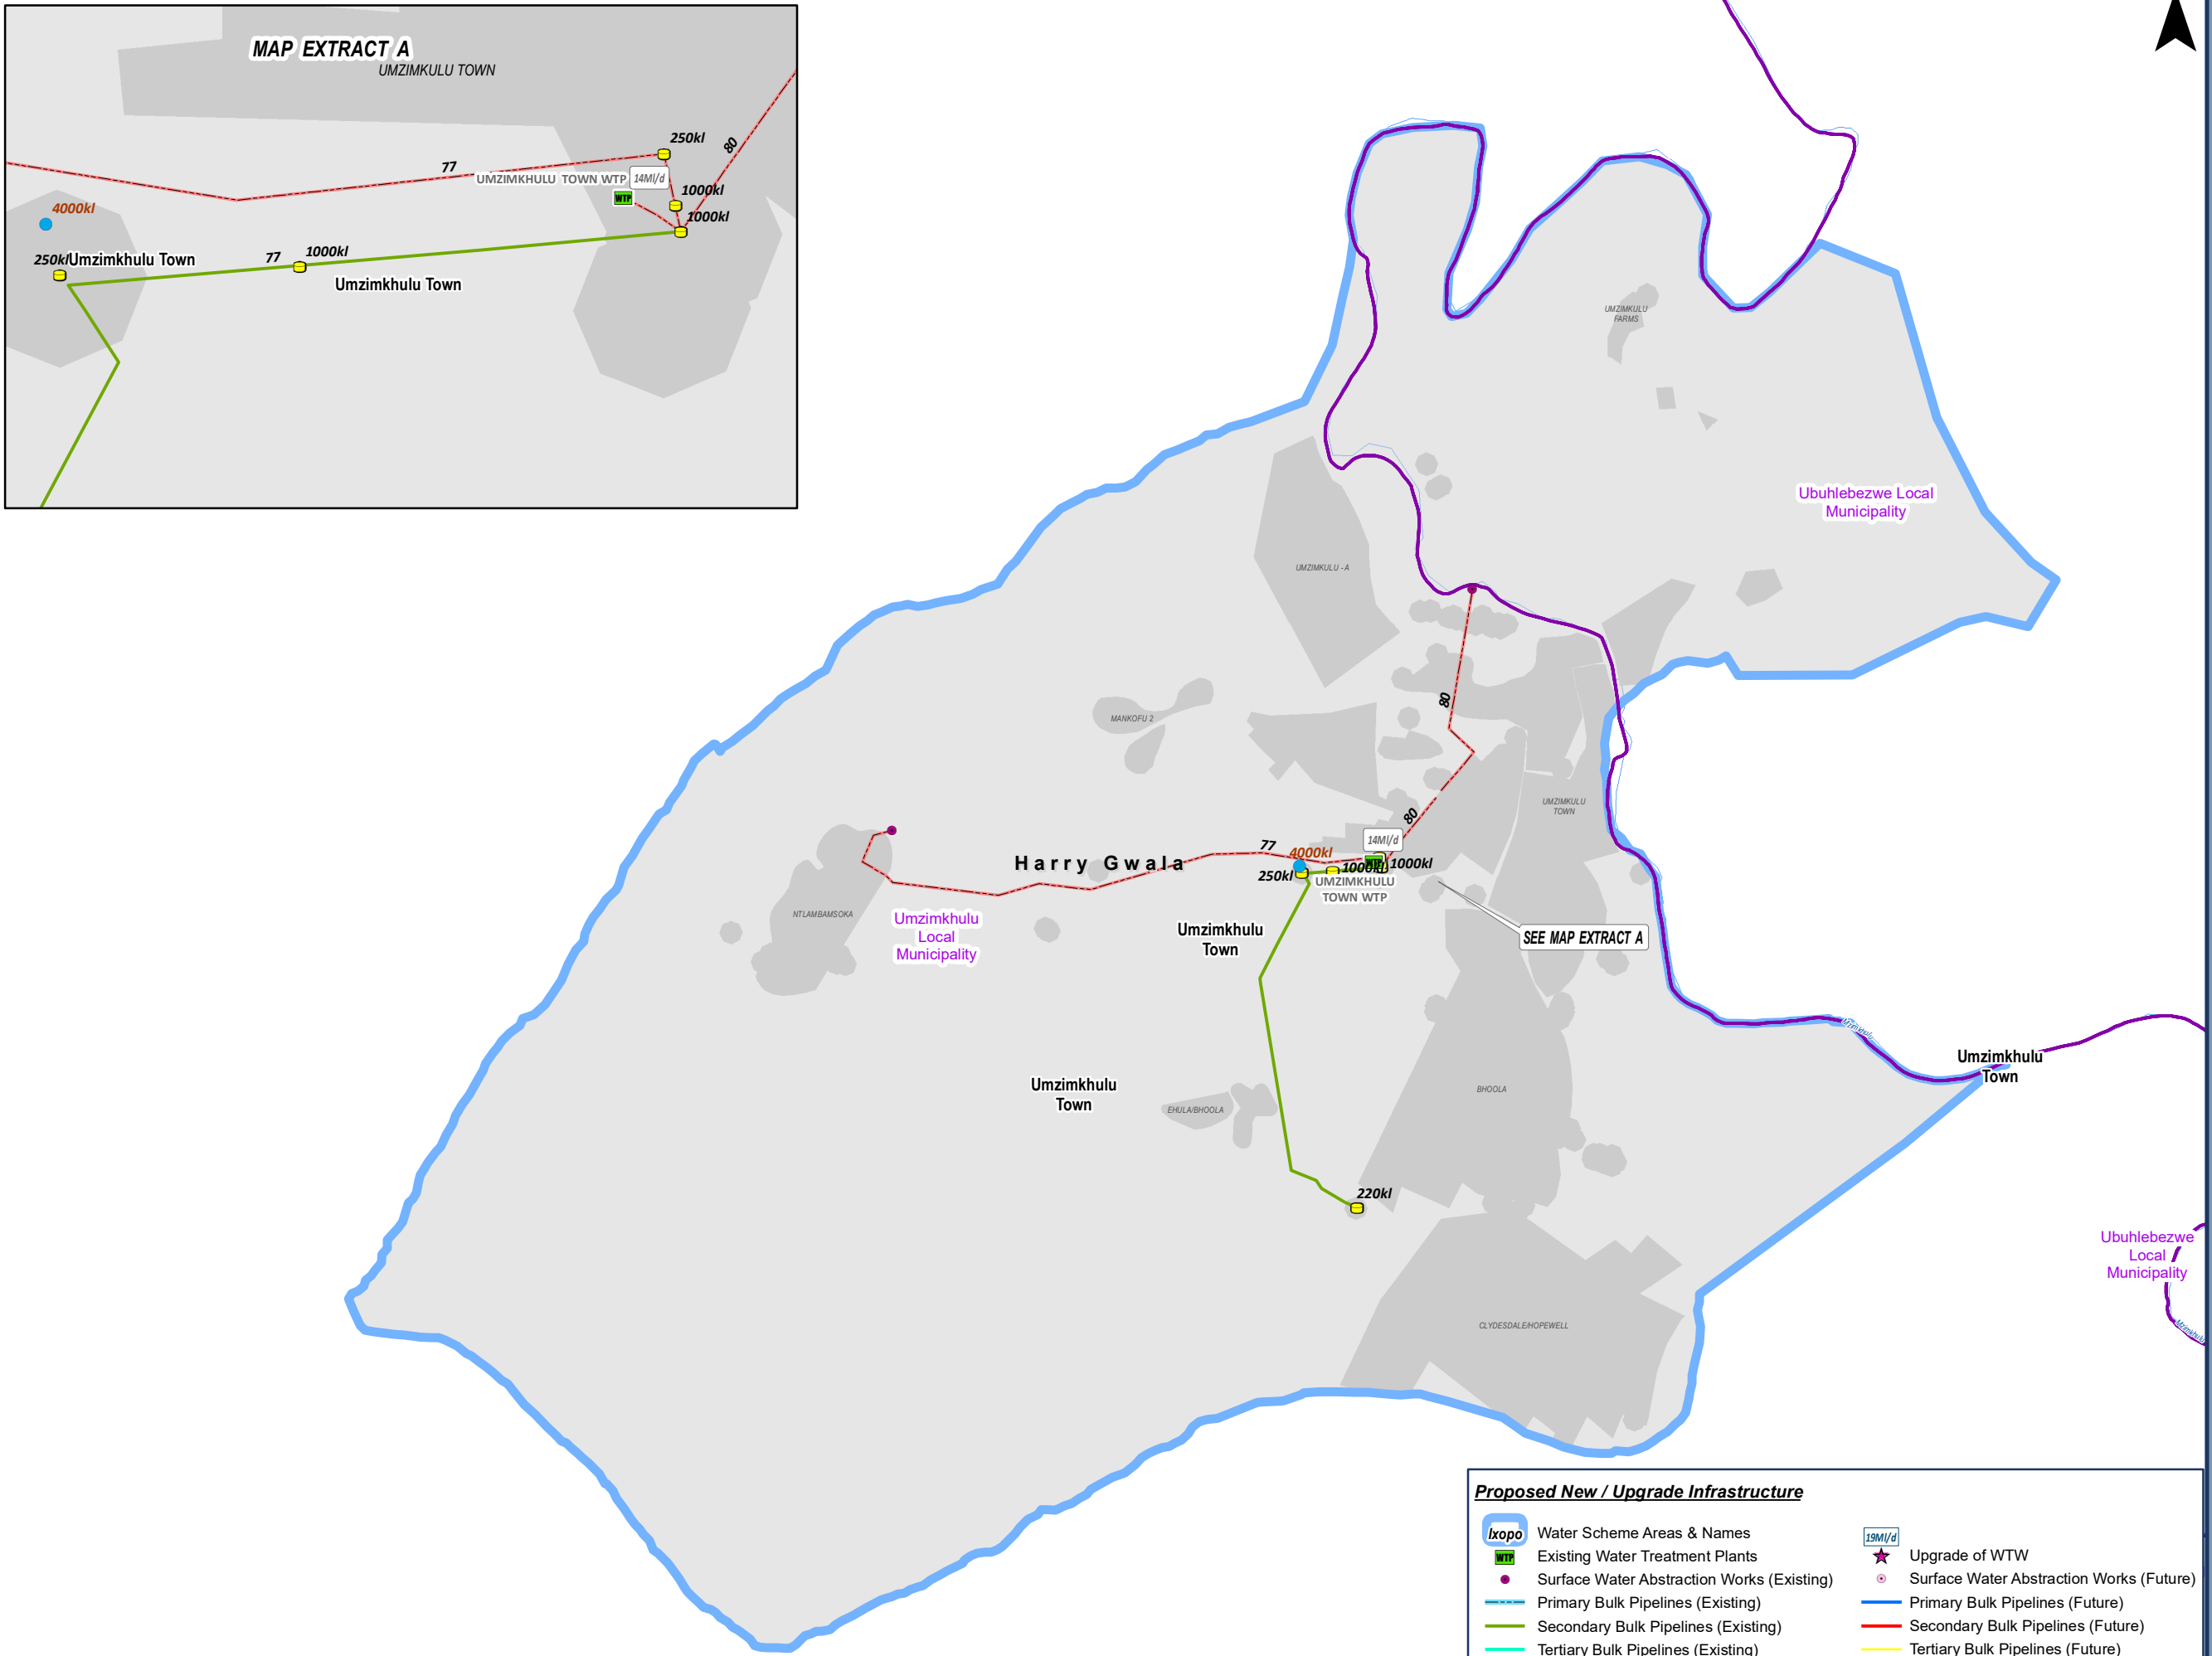 MAP EXTRACT A
UMZIMKULU TOWN
250kl
80
77
UMZIMKHULU TOWN WTP
14Ml/d
WTP
1000kl
1000kl
4000kl
250kl
Umzimkhulu Town
77
1000kl
Umzimkhulu Town
UMZIMKULU
FARMS
Ubuhlebezwe Local
Municipality
UMZIMKULU - A
80
MANKOFU 2
UMZIMKULU
TOWN
80
14Ml/d
77
4000kl
Harry Gwala
WTP
1000kl
1000kl
250kl
UMZIMKHULU
TOWN WTP
NTLAMBAMSOKA
Umzimkhulu
Local
Municipality
Umzimkhulu
Town
SEE MAP EXTRACT A
Umzimkhulu
Town
Umzimkhulu
Town
BHOOLA
EHULA/BHOOLA
220kl
Ubuhlebezwe
Local
Municipality
CLYDESDALE/HOPEWELL
Proposed New / Upgrade Infrastructure
Ixopo
Water Scheme Areas & Names
19Ml/d
WTP
Existing Water Treatment Plants
Upgrade of WTW
Surface Water Abstraction Works (Existing)
Surface Water Abstraction Works (Future)
Primary Bulk Pipelines (Existing)
Primary Bulk Pipelines (Future)
Secondary Bulk Pipelines (Existing)
Secondary Bulk Pipelines (Future)
Tertiary Bulk Pipelines (Existing)
Tertiary Bulk Pipelines (Future)